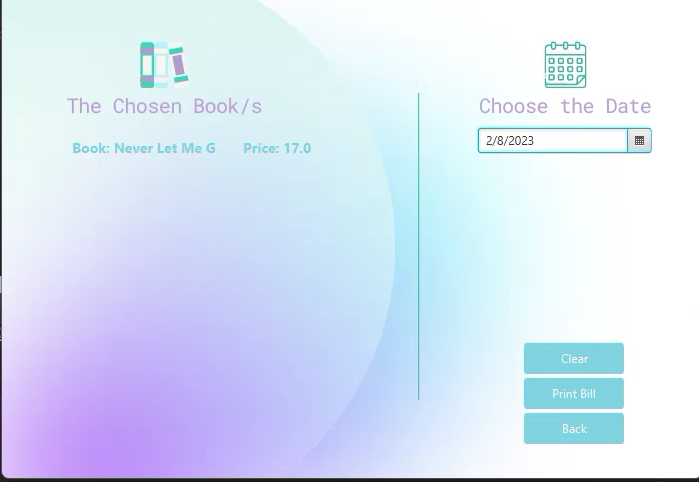 The Chosen Book/s
Book: Never Let Me G Price: 17.0
Choose the Date
2/8/2023
Clear
Print Bill
Back